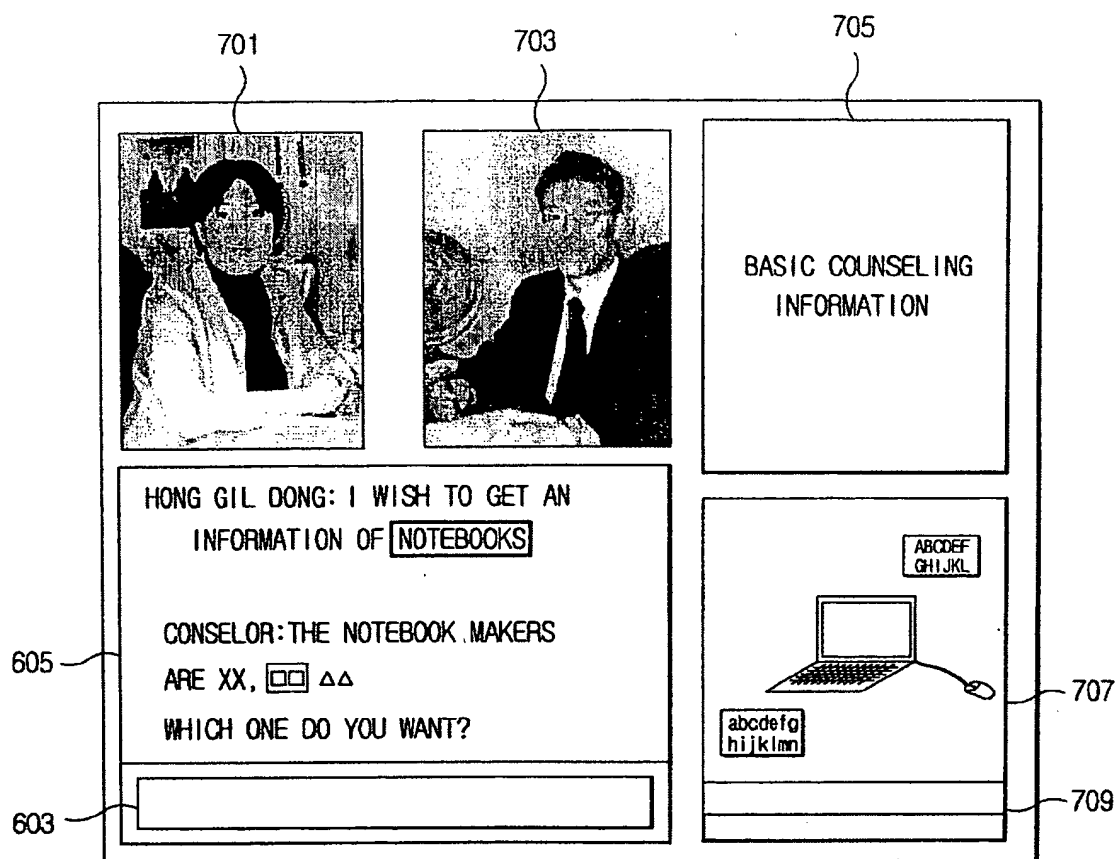 701
703
705
BASIC COUNSELING
INFORMATION
HONG GIL DONG: I WISH TO GET AN
INFORMATION OF NOTEBOOKS
CONSELOR:THE NOTEBOOK MAKERS
ARE XX, □□ △△
WHICH ONE DO YOU WANT?
605
603
ABCDEF
GHIJKL
abcdefg
hijklmn
707
709